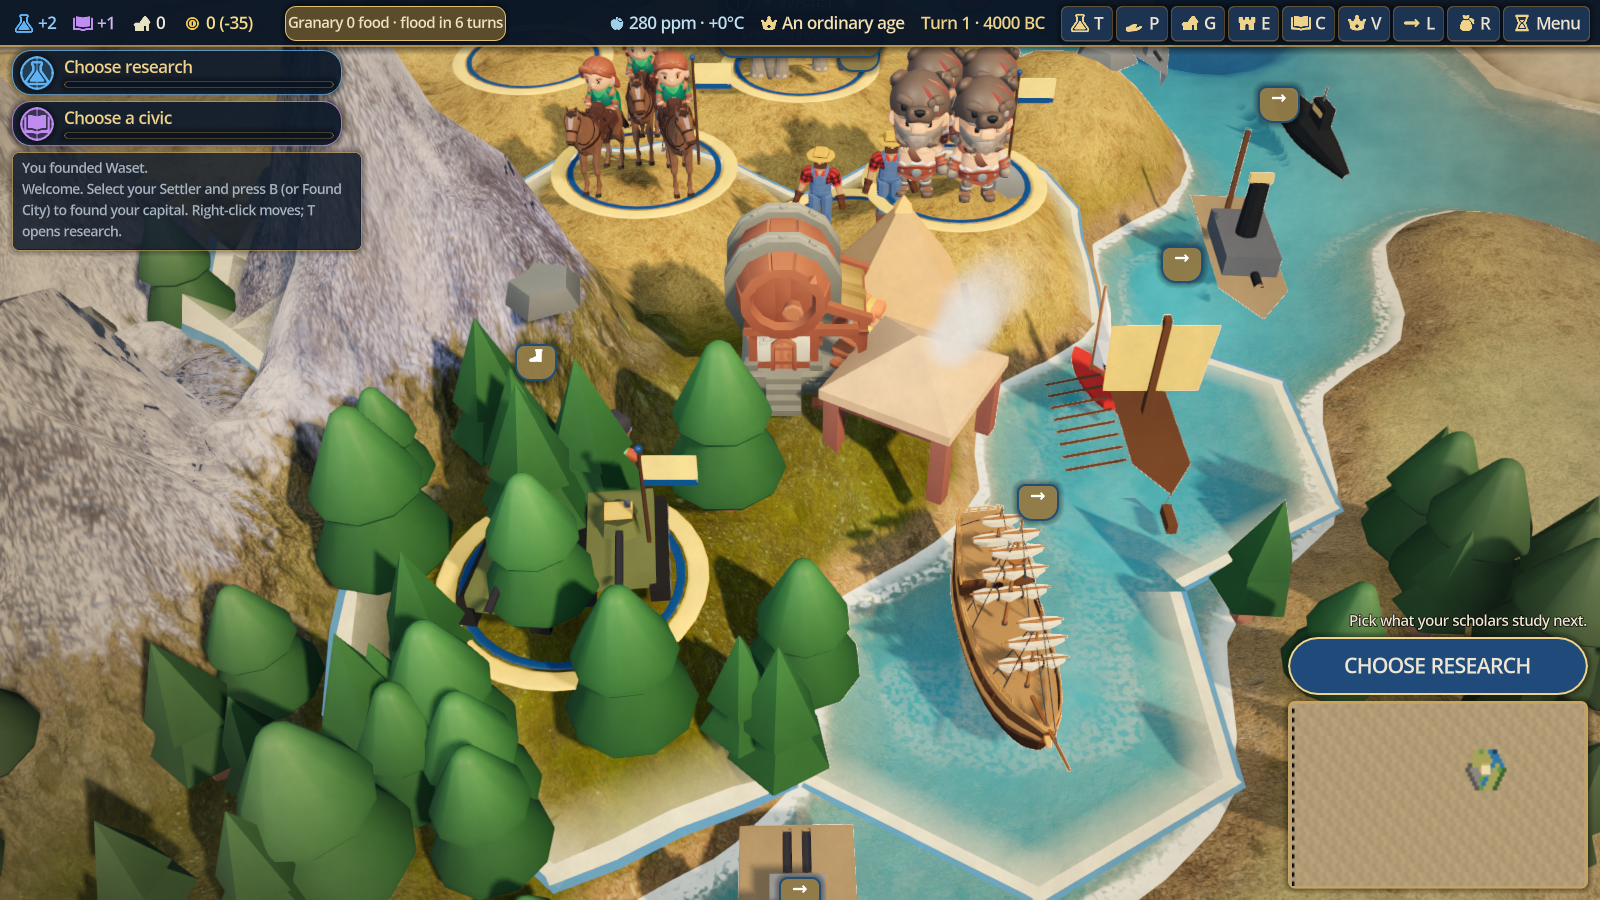 +2 +1 0 0 (-35) Granary 0 food · flood in 6 turns 280 ppm · +0°C An ordinary age Turn 1 · 4000 BC T P G E C V L R Menu
Choose research
Choose a civic
You founded Waset.
Welcome. Select your Settler and press B (or Found
City) to found your capital. Right-click moves; T
opens research.
Pick what your scholars study next.
CHOOSE RESEARCH